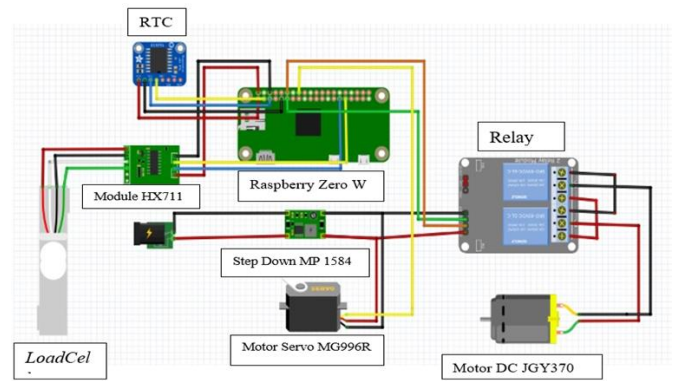 RTC
Relay
Module HX711
Raspberry Zero W
Step Down MP 1584
Motor Servo MG996R
LoadCel
Motor DC JGY370